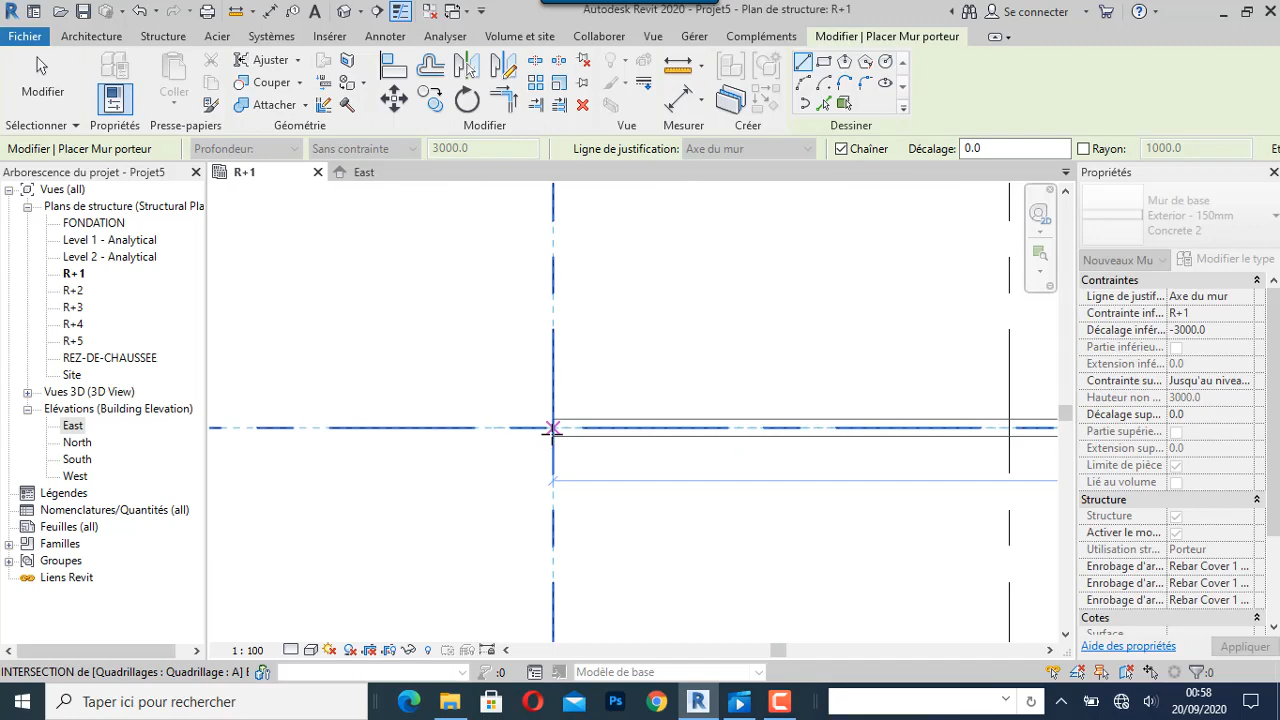 Autodesk Revit 2020 - Projet5 - Plan de structure: R+1
Se connecter
Fichier Architecture Structure Acier Systèmes Insérer Annoter Analyser Volume et site Collaborer Vue Gérer Compléments Modifier | Placer Mur porteur
Modifier
Coller
Ajuster
Couper
Attacher
Sélectionner Propriétés Presse-papiers Géométrie Modifier Vue Mesurer Créer Dessiner
Modifier | Placer Mur porteur Profondeur: Sans contrainte 3000.0 Ligne de justification: Axe du mur Chaîner Décalage: 0.0 Rayon: 1000.0 Et
Arborescence du projet - Projet5
R+1
East
Vues (all)
Plans de structure (Structural Pla
FONDATION
Level 1 - Analytical
Level 2 - Analytical
R+1
R+2
R+3
R+4
R+5
REZ-DE-CHAUSSEE
Site
Vues 3D (3D View)
Elévations (Building Elevation)
East
North
South
West
Légendes
Nomenclatures/Quantités (all)
Feuilles (all)
Familles
Groupes
Liens Revit
2D
Propriétés
Mur de base
Exterior - 150mm
Concrete 2
Nouveaux Mu Modifier le type
Contraintes
Ligne de justif... Axe du mur
Contrainte inf... R+1
Décalage infér... -3000.0
Partie inférieu...
Extension infé... 0.0
Contrainte su... Jusqu'au nivea...
Hauteur non ... 3000.0
Décalage sup... 0.0
Partie supérie...
Extension sup... 0.0
Limite de pièce
Lié au volume
Structure
Structure
Activer le mo...
Utilisation str... Porteur
Enrobage d'ar... Rebar Cover 1 ...
Enrobage d'ar... Rebar Cover 1 ...
Enrobage d'ar... Rebar Cover 1 ...
Cotes
Surface
Aide des propriétés Appliquer
1 : 100
INTERSECTION de [Quadrillages : Quadrillage : A] E :0 Modèle de base :0
Taper ici pour rechercher
Ps
R
00:58
20/09/2020